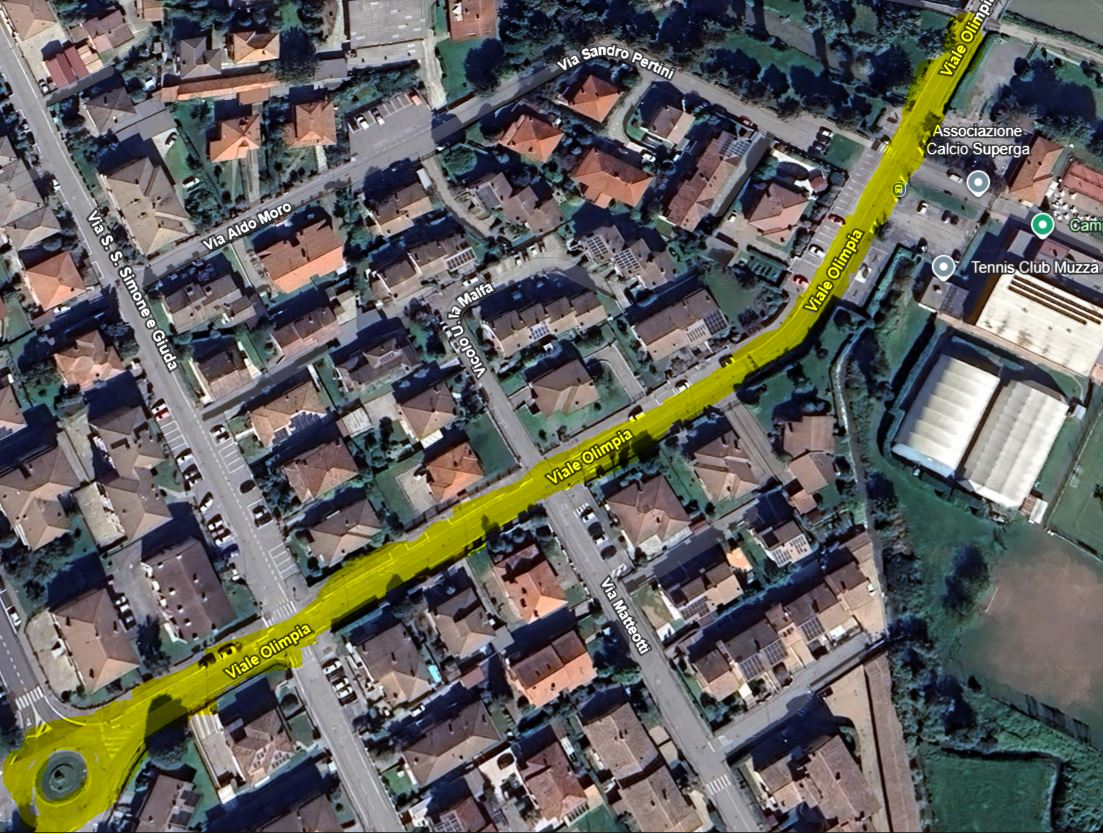 Viale Olimpia
Via Sandro Pertini
Associazione
Calcio Superga
Via Aldo Moro
Via S. S. Simone e Giuda
Camp
Viale Olimpia
Tennis Club Muzza
Vicolo U. la Malfa
Viale Olimpia
Via Matteotti
Viale Olimpia